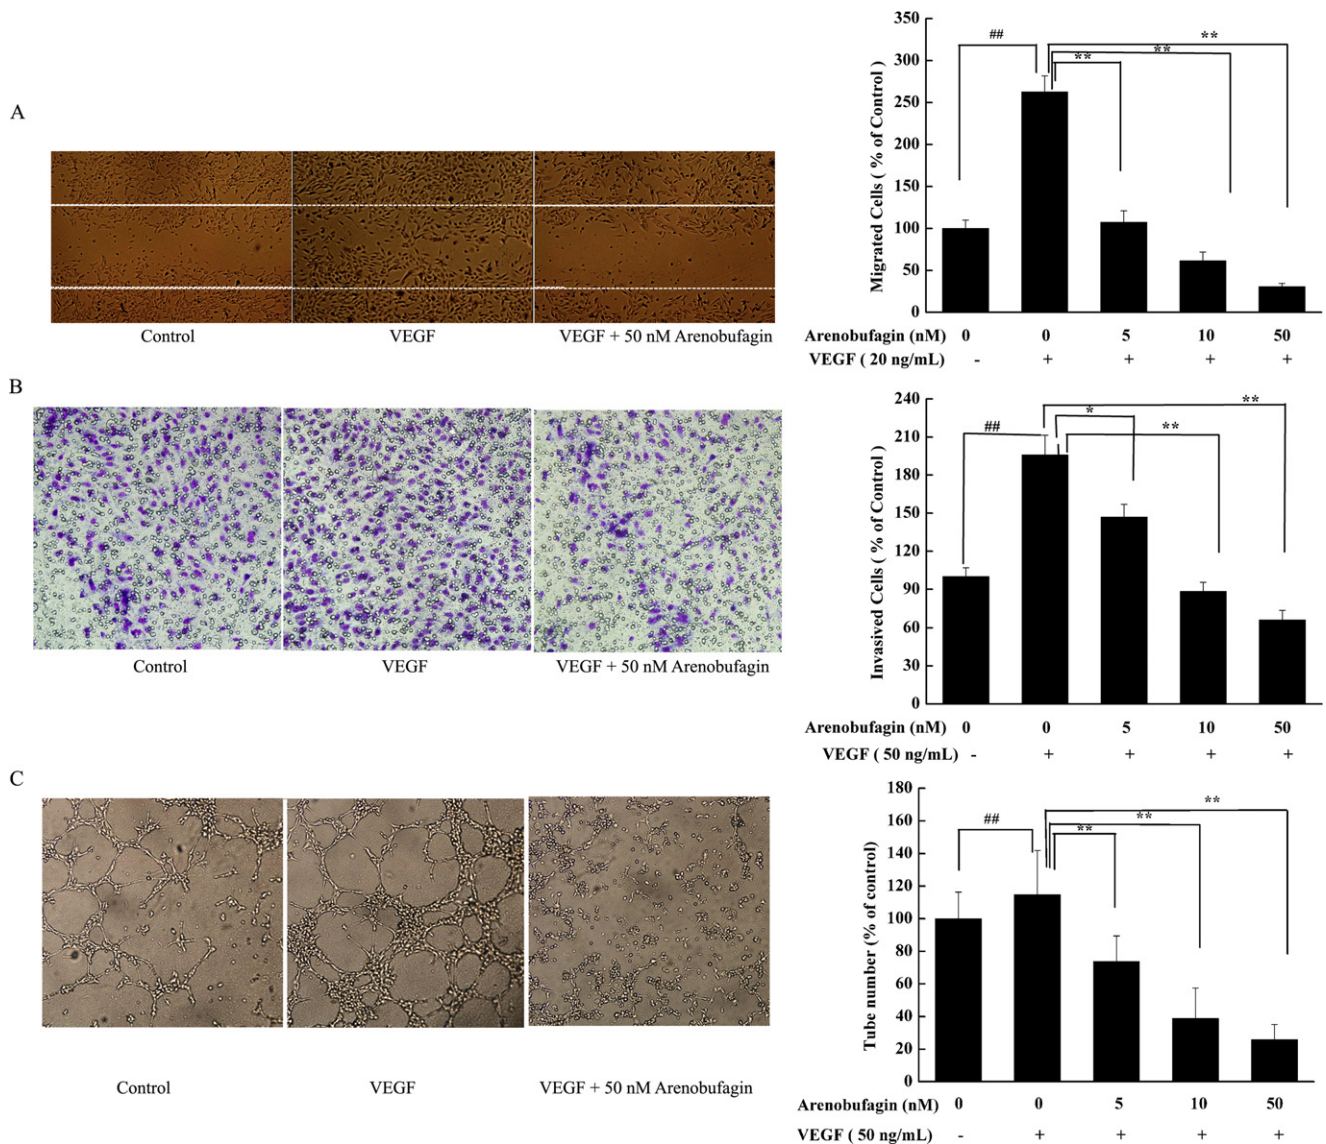 A
Control
VEGF
VEGF + 50 nM Arenobufagin
Migrated Cells ( % of Control )
350
300
250
200
150
100
50
0
##
**
**
**
Arenobufagin (nM) 0 0 5 10 50
VEGF ( 20 ng/mL) - + + + +
B
Control
VEGF
VEGF + 50 nM Arenobufagin
Invasived Cells ( % of Control )
240
210
180
150
120
90
60
30
0
##
*
**
**
Arenobufagin (nM) 0 0 5 10 50
VEGF ( 50 ng/mL) - + + + +
C
Control
VEGF
VEGF + 50 nM Arenobufagin
Tube number (% of control)
180
160
140
120
100
80
60
40
20
0
##
**
**
**
Arenobufagin (nM) 0 0 5 10 50
VEGF ( 50 ng/mL) - + + + +